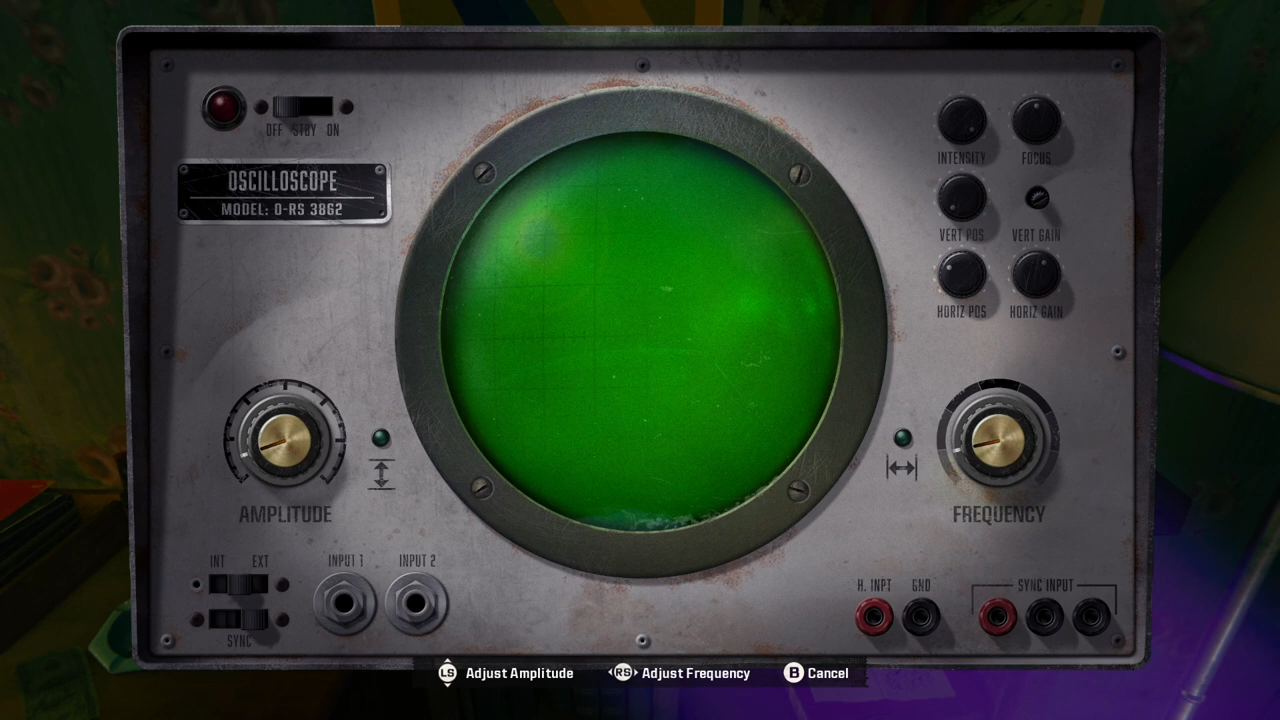 OFF STBY ON
OSCILLOSCOPE
MODEL: O-RS 3862
INTENSITY FOCUS
VERT POS VERT GAIN
HORIZ POS HORIZ GAIN
AMPLITUDE
FREQUENCY
INT EXT
INPUT 1 INPUT 2
SYNC
H. INPT GND
SYNC INPUT
LS Adjust Amplitude RS Adjust Frequency B Cancel